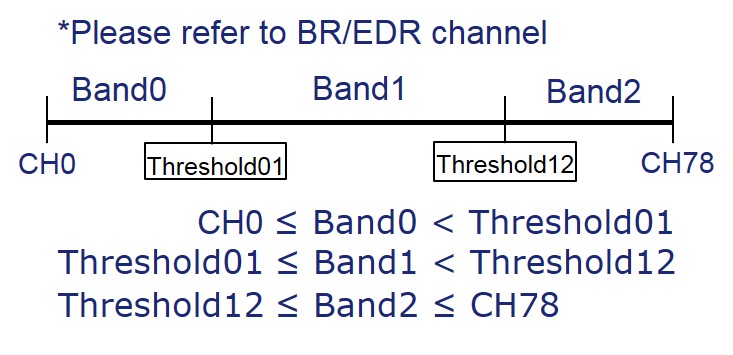 *Please refer to BR/EDR channel
Band0 Band1 Band2
CH0 Threshold01 Threshold12 CH78
CH0 ≤ Band0 < Threshold01
Threshold01 ≤ Band1 < Threshold12
Threshold12 ≤ Band2 ≤ CH78